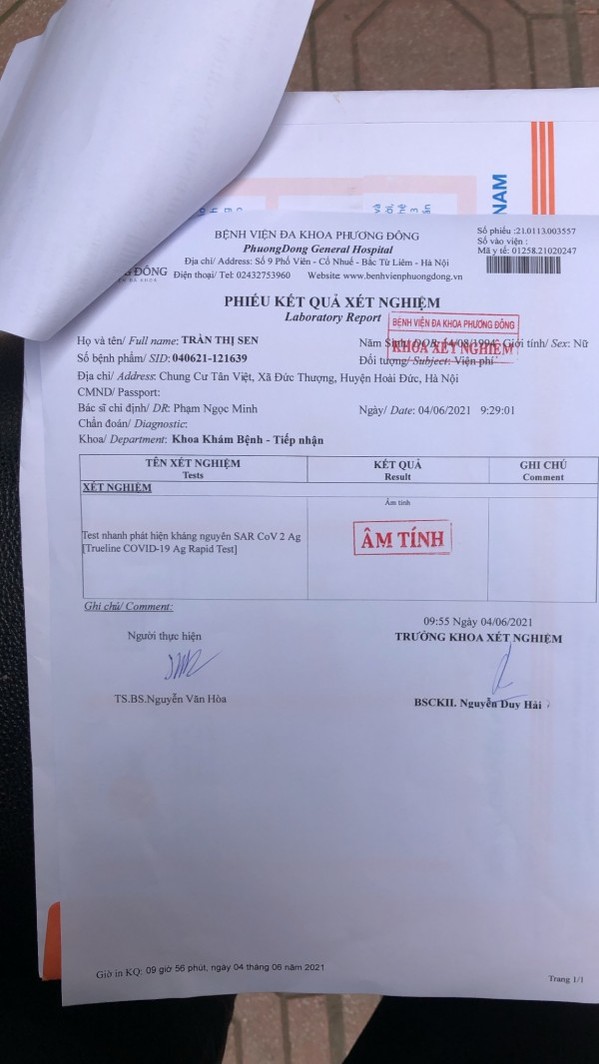 NAM
BỆNH VIỆN ĐA KHOA PHƯƠNG ĐÔNG
PhuongDong General Hospital
Địa chỉ/ Address: Số 9 Phố Viên - Cổ Nhuế - Bắc Từ Liêm - Hà Nội
ĐÔNG Điện thoại/ Tel: 02432753960 Website www.benhvienphuongdong.vn
Số phiếu :21.0113.003557
Số vào viện :
Mã y tế: 01258.21020247
PHIẾU KẾT QUẢ XÉT NGHIỆM
Laboratory Report
BỆNH VIỆN ĐA KHOA PHƯƠNG ĐÔNG
KHOA XÉT NGHIỆM
Họ và tên/ Full name: TRẦN THỊ SEN
Năm Sinh/ DOB: 14/08/1994 Giới tính/ Sex: Nữ
Số bệnh phẩm/ SID: 040621-121639
Đối tượng/ Subject: Viện phí
Địa chỉ/ Address: Chung Cư Tân Việt, Xã Đức Thượng, Huyện Hoài Đức, Hà Nội
CMND/ Passport:
Bác sĩ chỉ định/ DR: Phạm Ngọc Minh
Ngày/ Date: 04/06/2021 9:29:01
Chẩn đoán/ Diagnostic:
Khoa/ Department: Khoa Khám Bệnh - Tiếp nhận
TÊN XÉT NGHIỆM KẾT QUẢ GHI CHÚ
Tests Result Comment
XÉT NGHIỆM
Âm tính
Test nhanh phát hiện kháng nguyên SAR CoV 2 Ag
[Trueline COVID-19 Ag Rapid Test]
ÂM TÍNH
Ghi chú/ Comment:
09:55 Ngày 04/06/2021
Người thực hiện TRƯỞNG KHOA XÉT NGHIỆM
TS.BS.Nguyễn Văn Hòa BSCKII. Nguyễn Duy Hải
Giờ in KQ: 09 giờ 56 phút, ngày 04 tháng 06 năm 2021
Trang 1/1